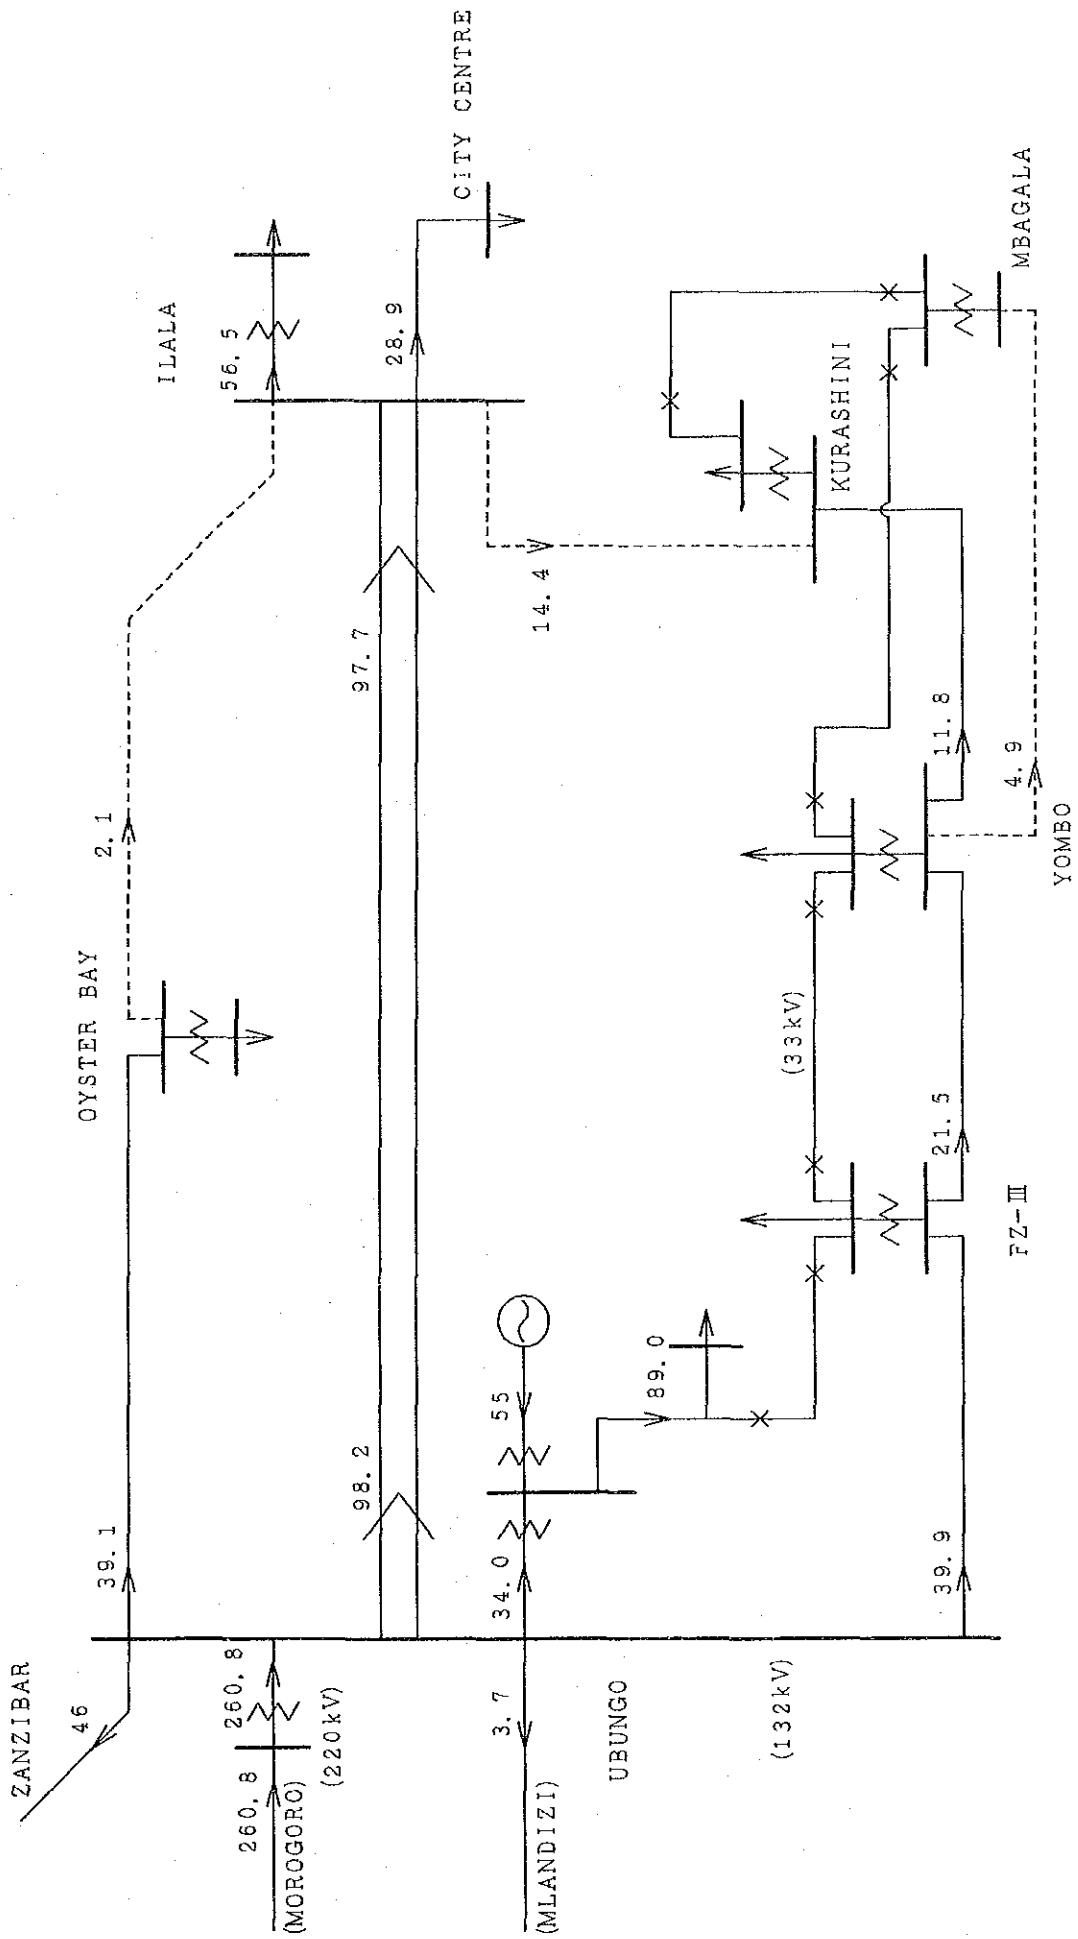 ZANZIBAR
46
39.1
OYSTER BAY
2.1
ILALA
56.5
260.8
(MOROGORO)
260.8
(220kV)
98.2
97.7
28.9
CITY CENTRE
3.7
(MLANDIZI)
34.0
55
14.4
UBUNGO
89.0
(132kV)
(33kV)
KURASHINI
MBAGALA
39.9
21.5
11.8
4.9
FZ-III
YOMBO